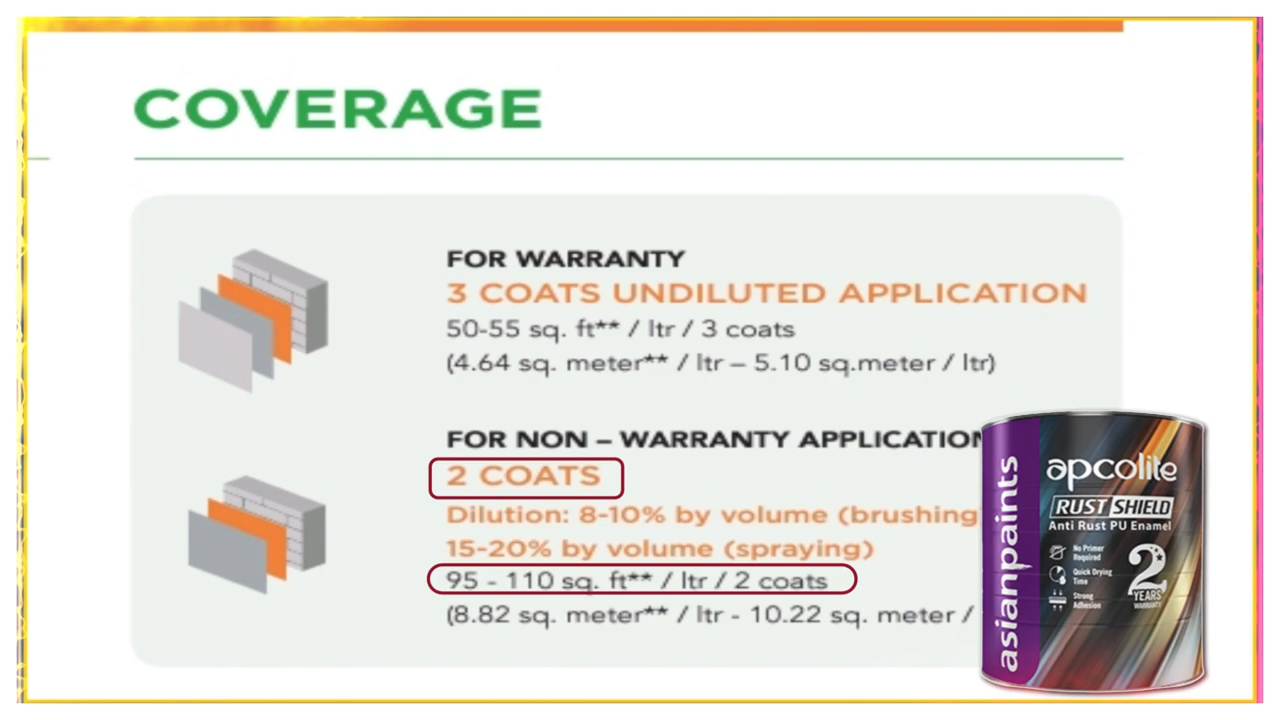 COVERAGE
FOR WARRANTY
3 COATS UNDILUTED APPLICATION
50-55 sq. ft** / ltr / 3 coats
(4.64 sq. meter** / ltr – 5.10 sq.meter / ltr)
FOR NON – WARRANTY APPLICATION
2 COATS
Dilution: 8-10% by volume (brushing)
15-20% by volume (spraying)
95 - 110 sq. ft** / ltr / 2 coats
(8.82 sq. meter** / ltr - 10.22 sq. meter /
asianpaints
apcolite
RUST SHIELD
Anti Rust PU Enamel
No Primer
Required
Quick Drying
Time
Strong
Adhesion
2
YEARS
WARRANTY